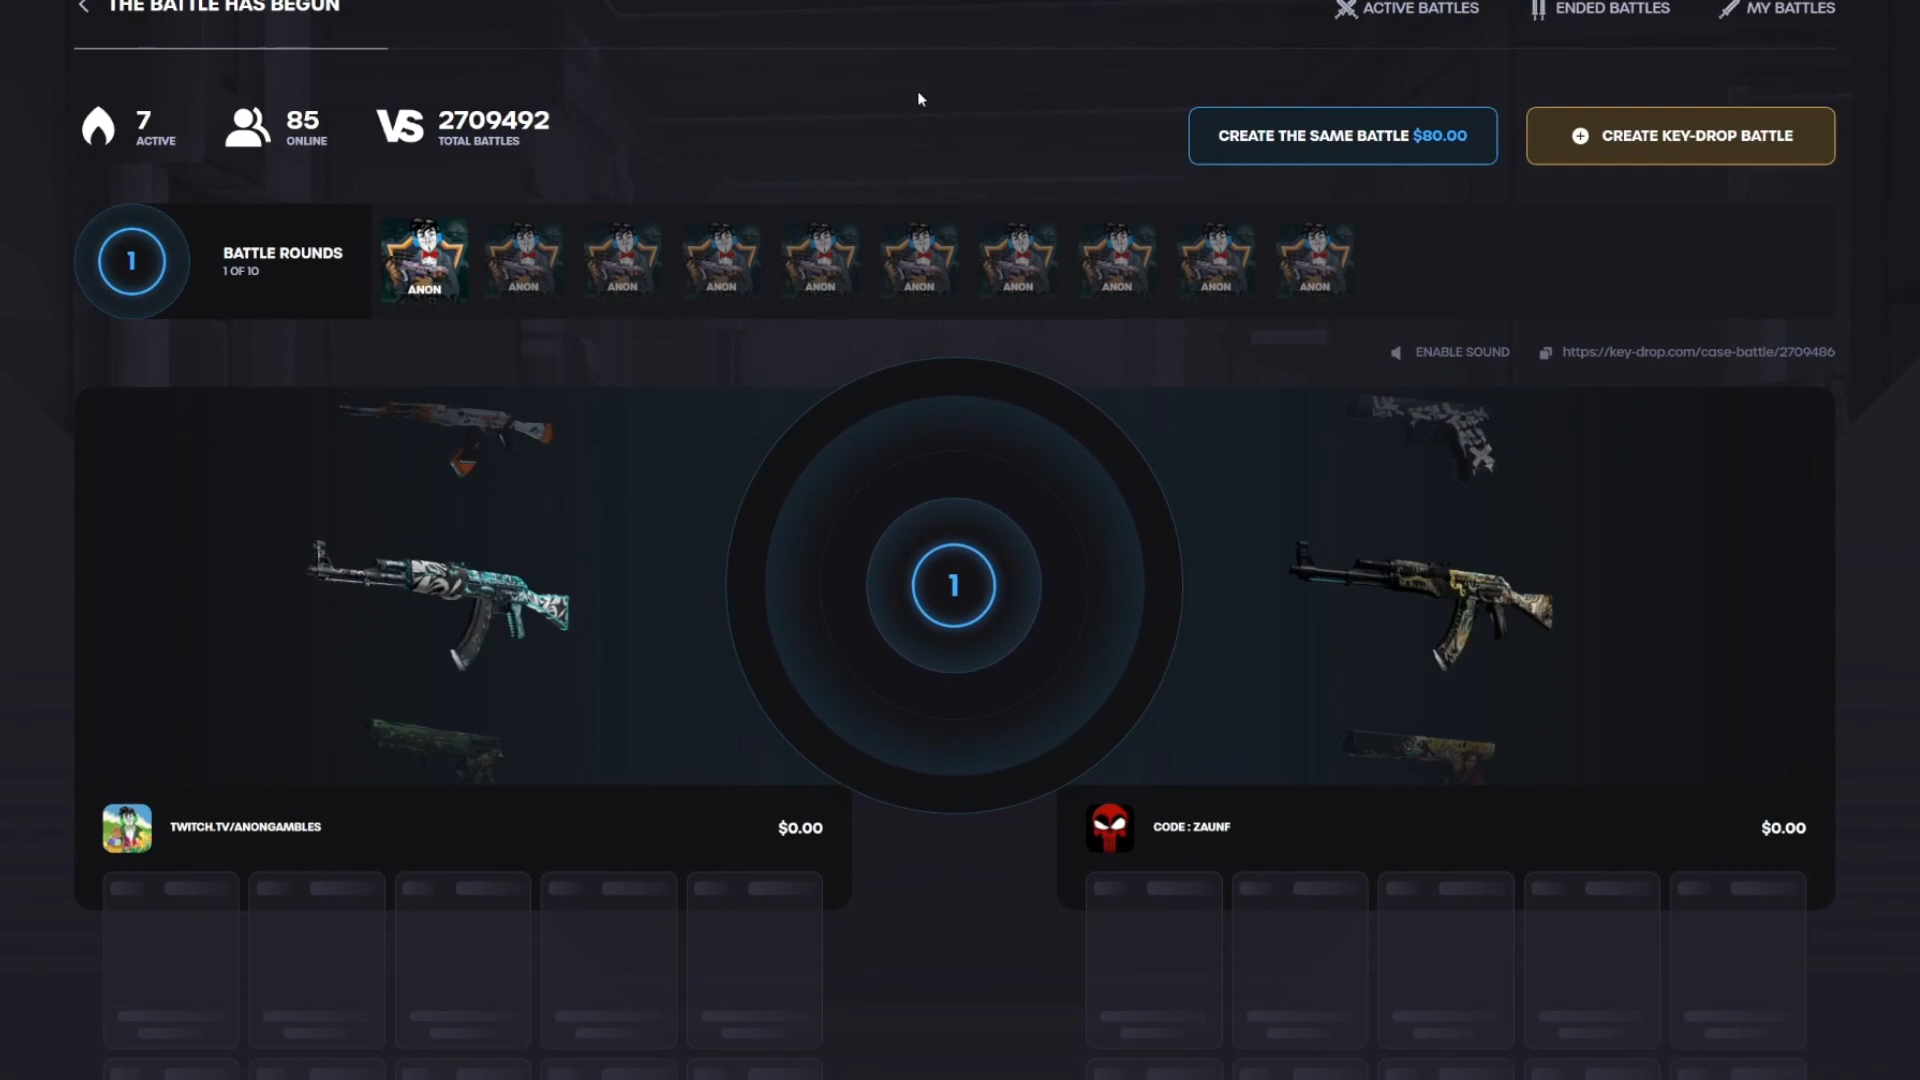 THE BATTLE HAS BEGUN
ACTIVE BATTLES
ENDED BATTLES
MY BATTLES
7
ACTIVE
85
ONLINE
VS
2709492
TOTAL BATTLES
CREATE THE SAME BATTLE $80.00
CREATE KEY-DROP BATTLE
1
BATTLE ROUNDS
1 OF 10
ANON
ANON
ANON
ANON
ANON
ANON
ANON
ANON
ANON
ANON
ENABLE SOUND
https://key-drop.com/case-battle/2709486
1
TWITCH.TV/ANONGAMBLES
$0.00
CODE : ZAUNF
$0.00